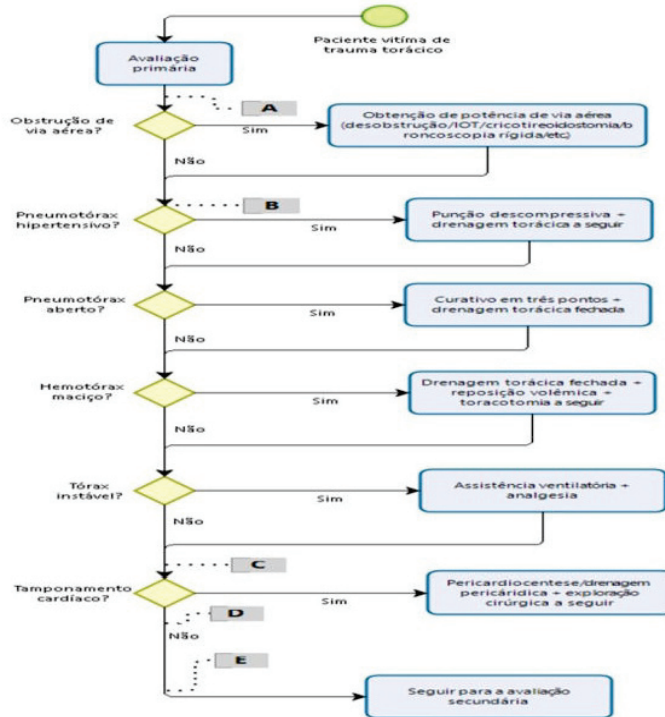 Paciente vitíma de
trauma torácico
Avaliação
primária
A
Obstrução de
via aérea?
Sim
Obtenção de potência de via aérea
(desobstrução/IOT/cricotireoidostomia/b
roncoscopia rígida/etc.)
Não
B
Pneumotórax
hipertensivo?
Sim
Punção descompressiva +
drenagem torácica a seguir
Não
Pneumotórax
aberto?
Sim
Curativo em três pontos +
drenagem torácica fechada
Não
Hemotórax
maciço?
Sim
Drenagem torácica fechada +
reposição volêmica +
toracotomia a seguir
Não
Tórax
instável?
Sim
Assistência ventilatória +
analgesia
Não
C
Tamponamento
cardíaco?
Sim
Pericardiocentese/drenagem
pericárídica + exploração
cirúrgica a seguir
D
Não
E
Seguir para a avaliação
secundária